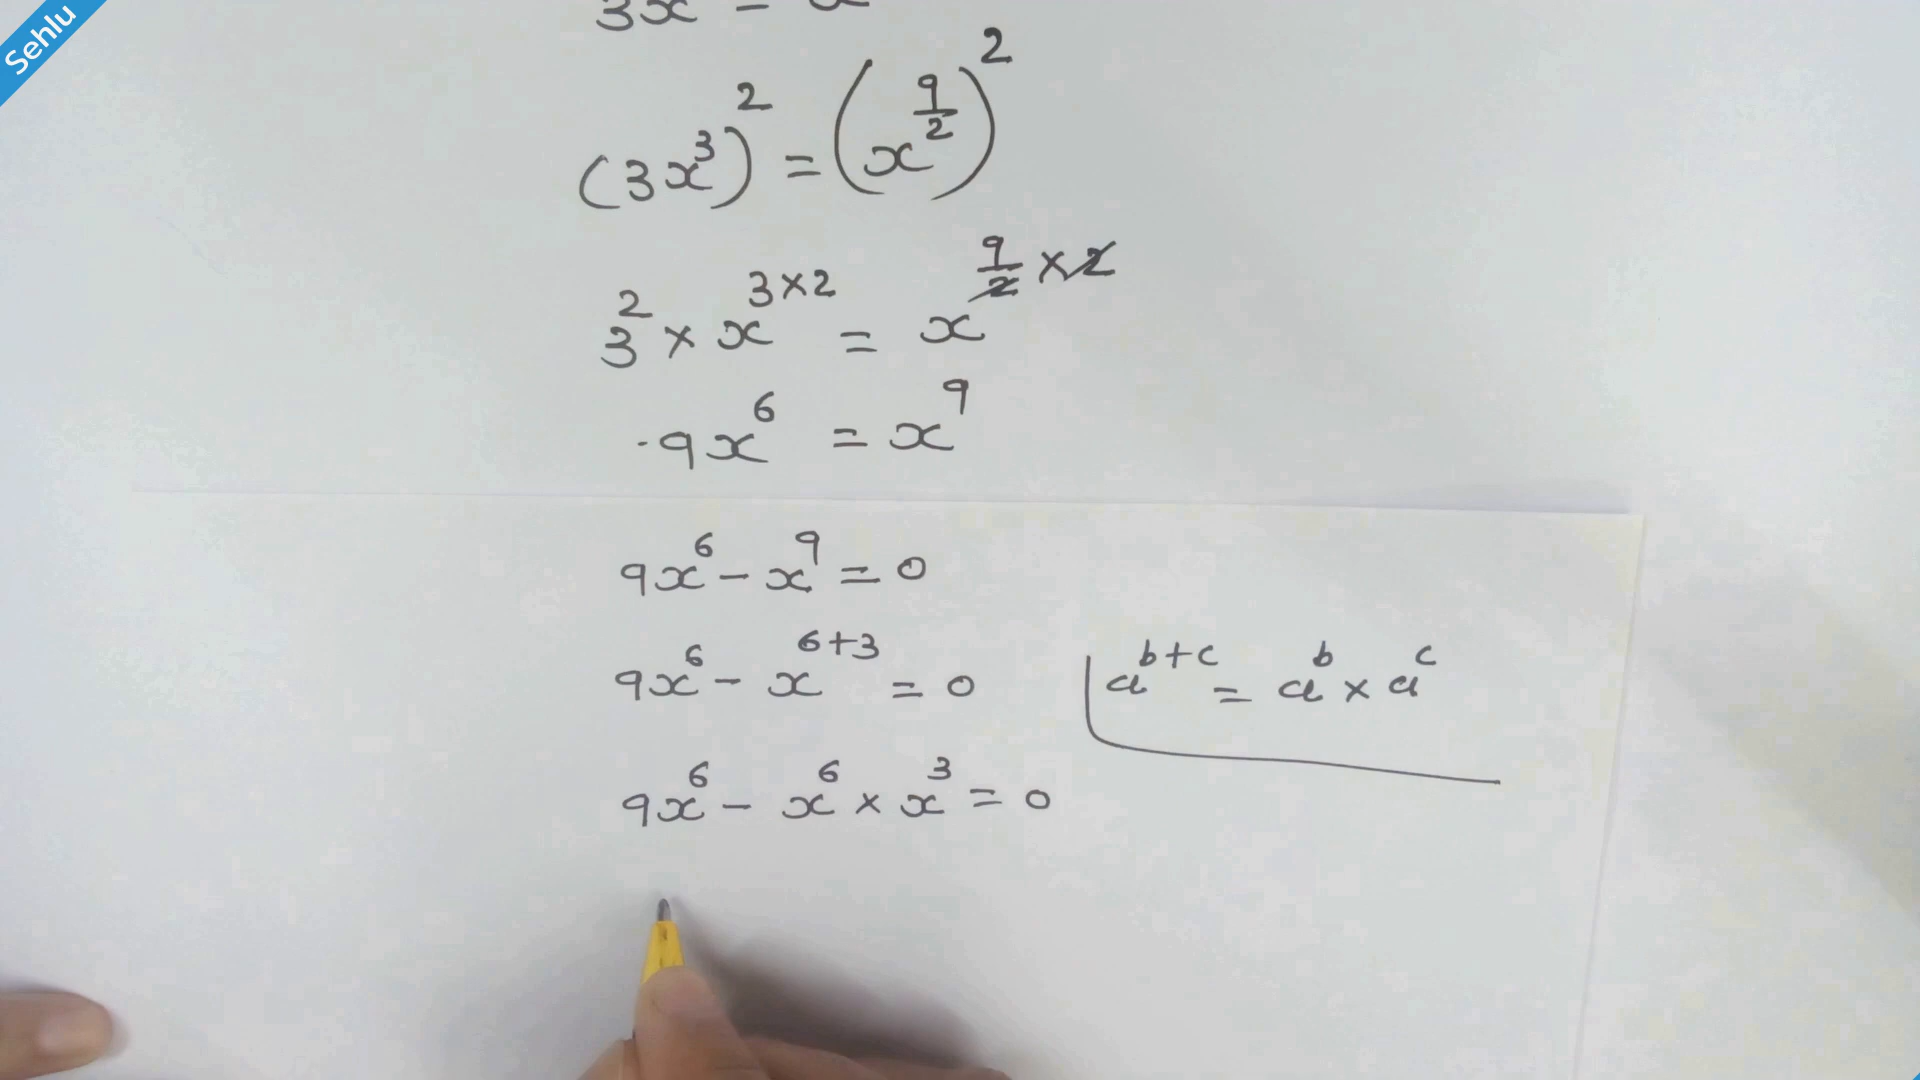 Sehlu
3x =
(3x³)² = (x^(9/2))²
3² × x^(3×2) = x^(9/2 × 2)
9x⁶ = x⁹
9x⁶ - x⁹ = 0
9x⁶ - x^(6+3) = 0
a^(b+c) = a^b × a^c
9x⁶ - x⁶ × x³ = 0